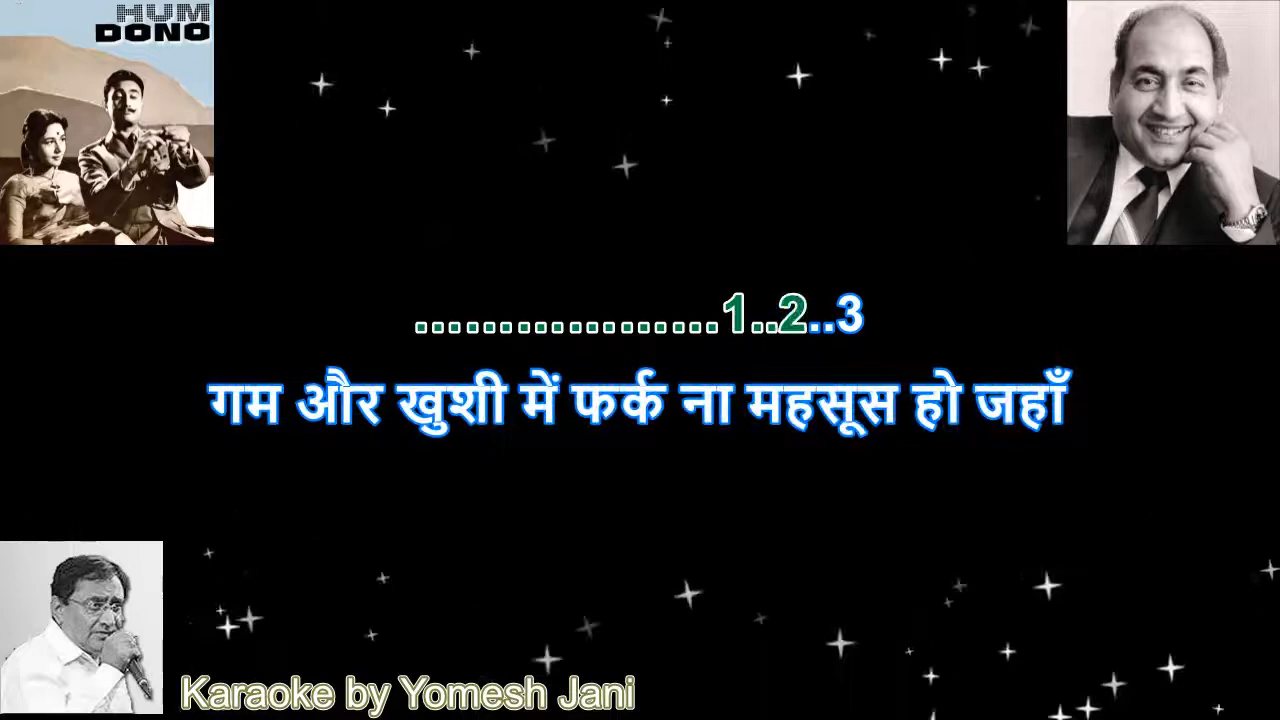 HUM
DONO
..................1..2..3
गम और खुशी में फर्क ना महसूस हो जहाँ
Karaoke by Yomesh Jani